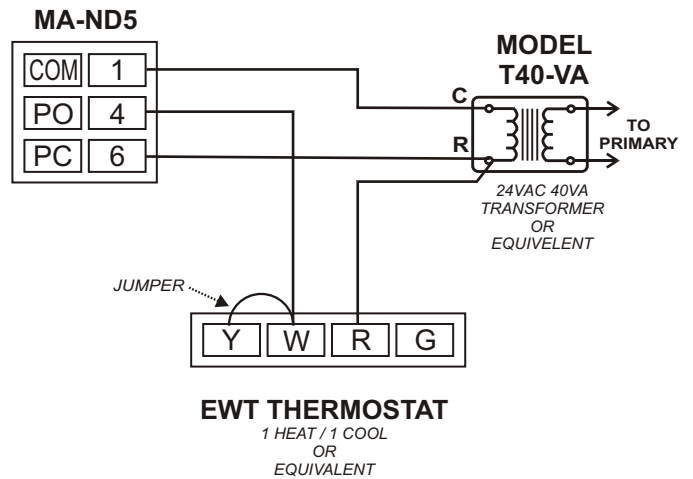 MA-ND5
COM 1
PO 4
PC 6
MODEL
T40-VA
C
R
TO
PRIMARY
24VAC 40VA
TRANSFORMER
OR
EQUIVELENT
JUMPER
Y W R G
EWT THERMOSTAT
1 HEAT / 1 COOL
OR
EQUIVALENT